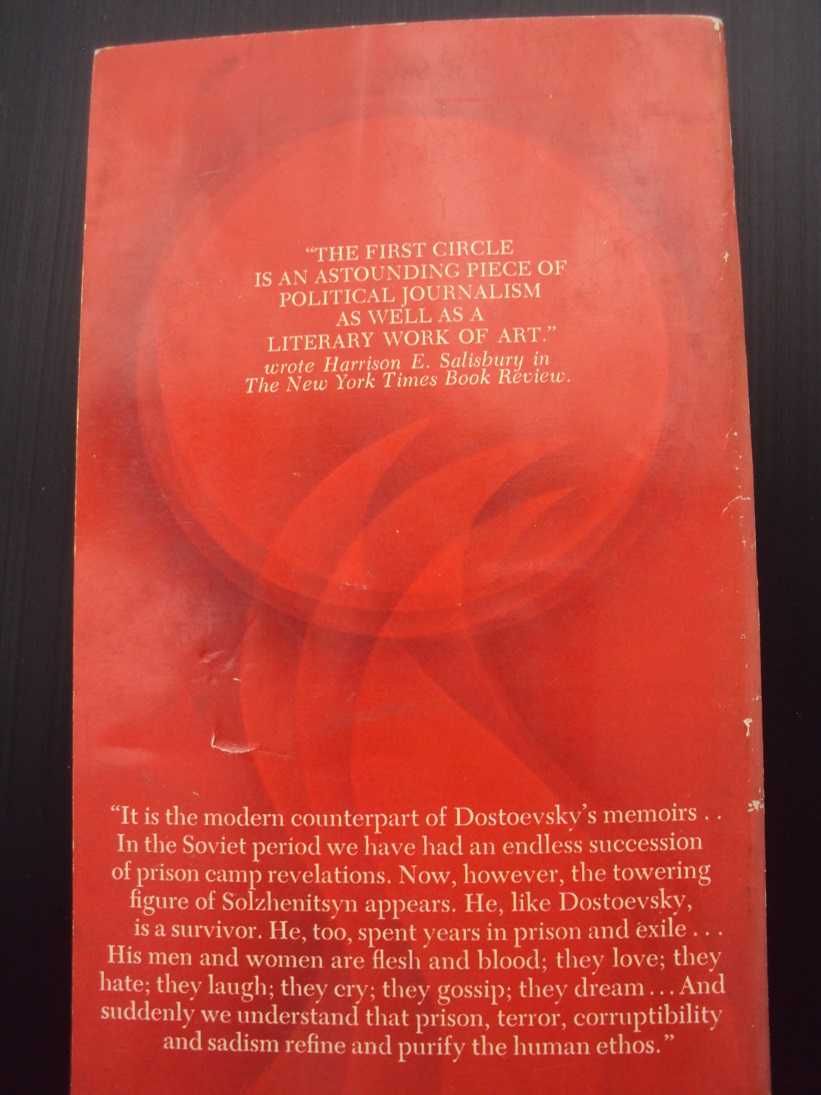 “THE FIRST CIRCLE
IS AN ASTOUNDING PIECE OF
POLITICAL JOURNALISM
AS WELL AS A
LITERARY WORK OF ART.”
wrote Harrison E. Salisbury in
The New York Times Book Review.
“It is the modern counterpart of Dostoevsky’s memoirs . .
In the Soviet period we have had an endless succession
of prison camp revelations. Now, however, the towering
figure of Solzhenitsyn appears. He, like Dostoevsky,
is a survivor. He, too, spent years in prison and exile . . .
His men and women are flesh and blood; they love; they
hate; they laugh; they cry; they gossip; they dream . . . And
suddenly we understand that prison, terror, corruptibility
and sadism refine and purify the human ethos.”